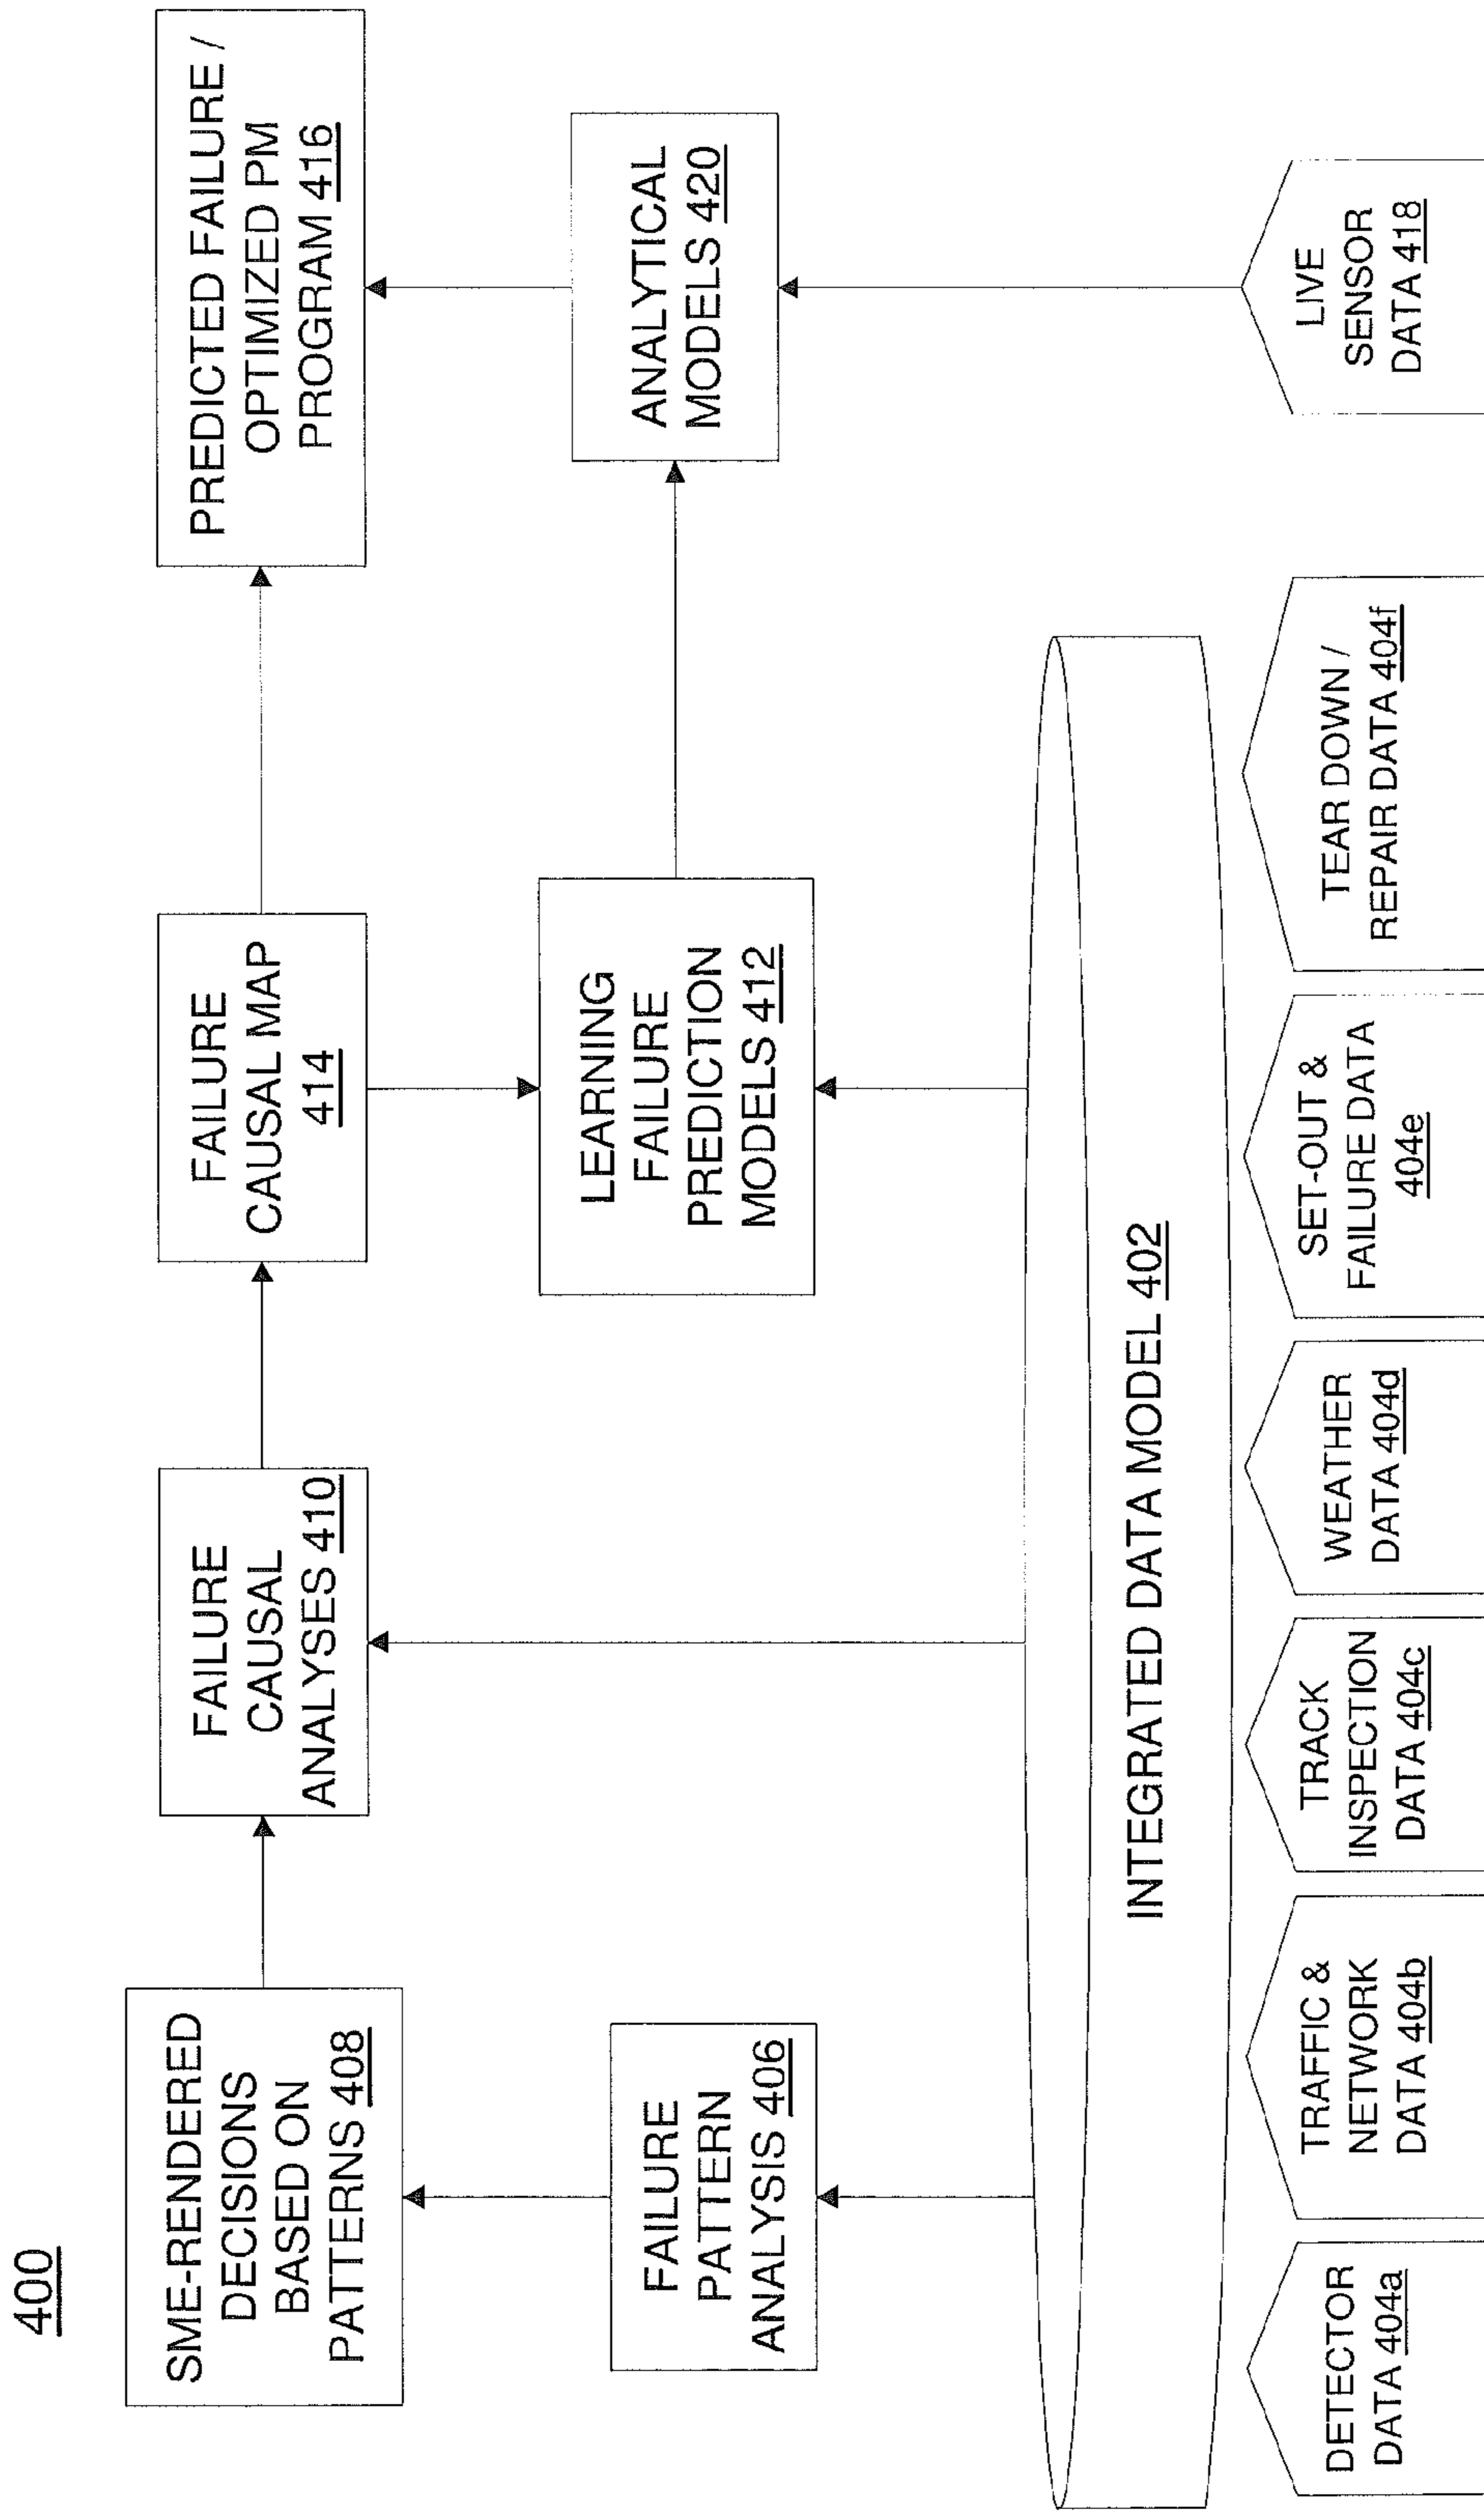 400
SME-RENDERED
DECISIONS
BASED ON
PATTERNS 408
FAILURE
CAUSAL
ANALYSES 410
FAILURE
CAUSAL MAP
414
PREDICTED FAILURE /
OPTIMIZED PM
PROGRAM 416
FAILURE
PATTERN
ANALYSIS 406
LEARNING
FAILURE
PREDICTION
MODELS 412
ANALYTICAL
MODELS 420
INTEGRATED DATA MODEL 402
DETECTOR
DATA 404a
TRAFFIC &
NETWORK
DATA 404b
TRACK
INSPECTION
DATA 404c
WEATHER
DATA 404d
SET-OUT &
FAILURE DATA
404e
TEAR DOWN /
REPAIR DATA 404f
LIVE
SENSOR
DATA 418